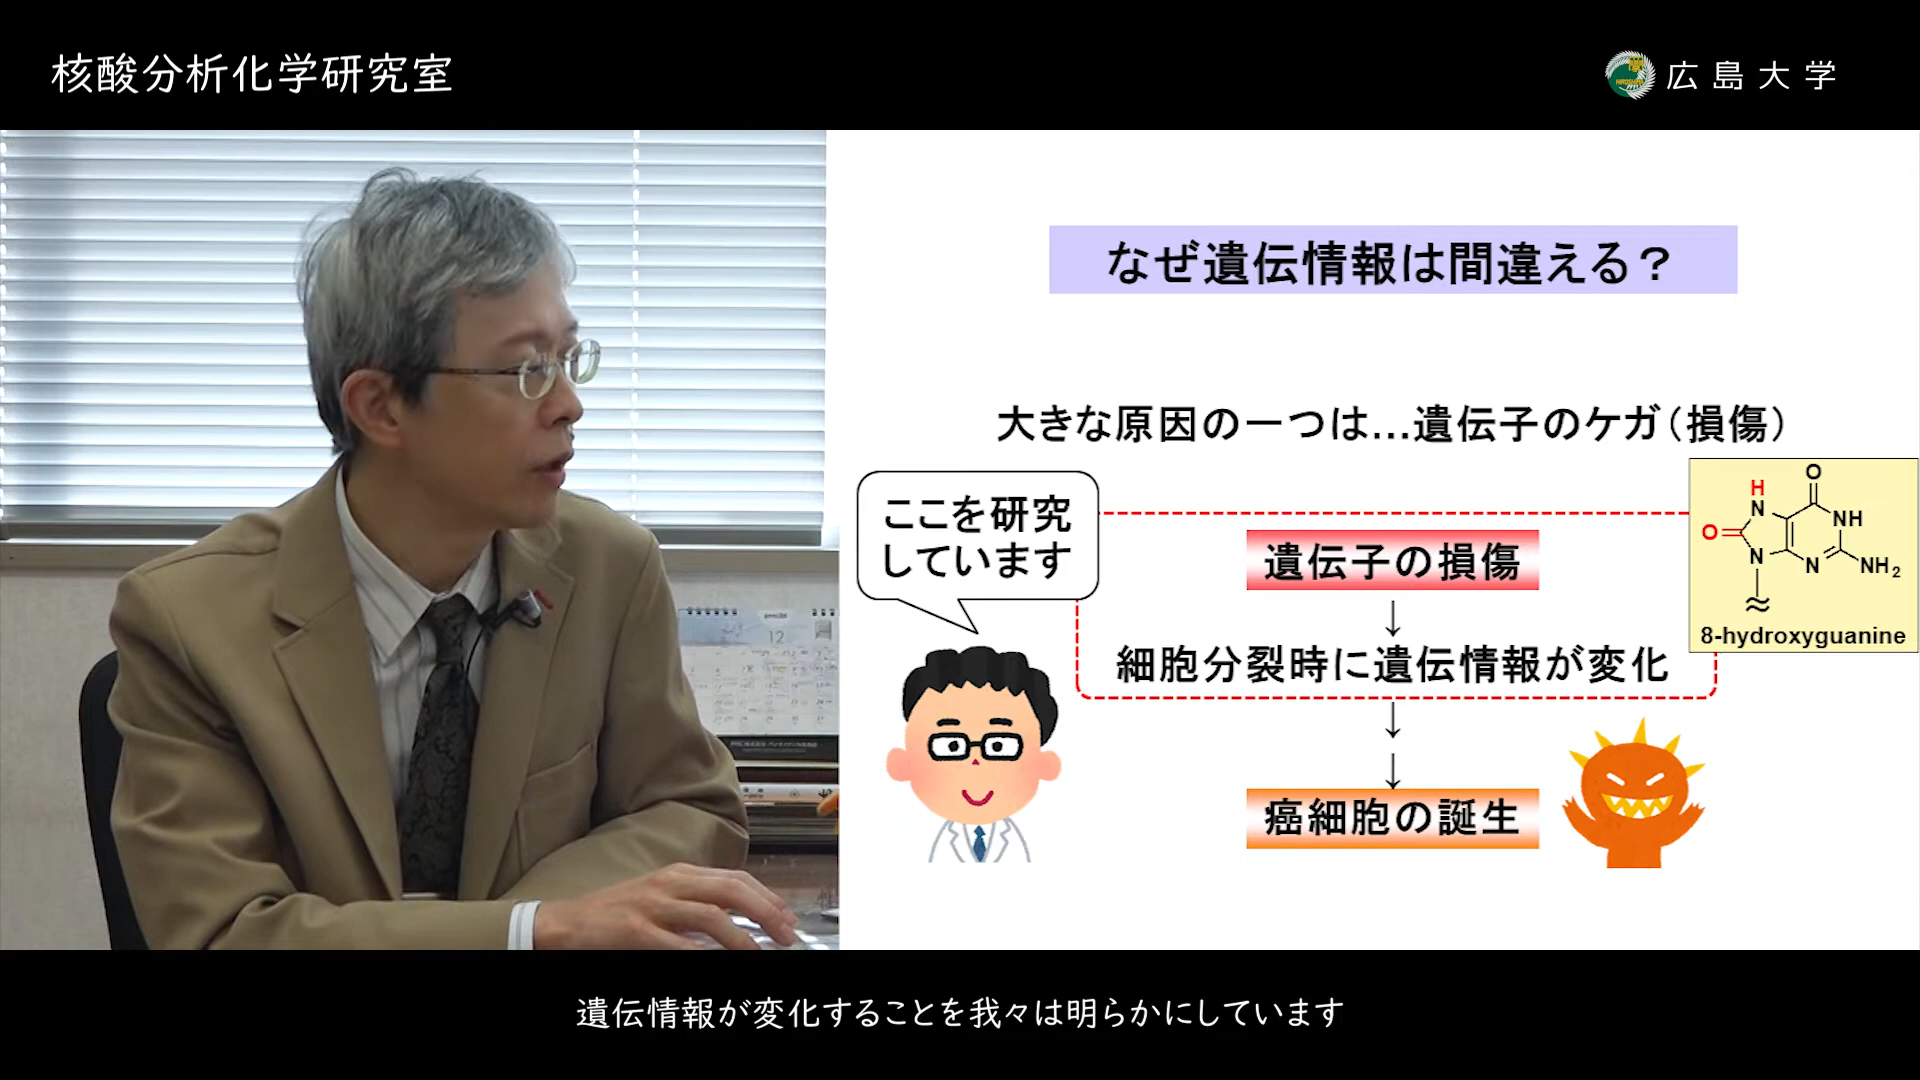 核酸分析化学研究室
広島大学
なぜ遺伝情報は間違える？
大きな原因の一つは…遺伝子のケガ（損傷）
ここを研究
しています
遺伝子の損傷
↓
細胞分裂時に遺伝情報が変化
↓
↓
癌細胞の誕生
O
H
N
NH
O
N
N
NH2
8-hydroxyguanine
12
遺伝情報が変化することを我々は明らかにしています